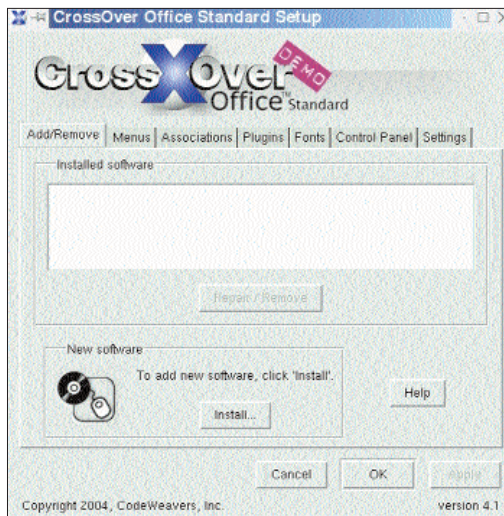 CrossOver Office Standard Setup
CrossOver
DEMO
Office™ Standard
Add/Remove Menus Associations Plugins Fonts Control Panel Settings
Installed software
Repair / Remove
New software
To add new software, click 'Install'.
Install...
Help
Cancel OK Apply
Copyright 2004, CodeWeavers, Inc. version 4.1